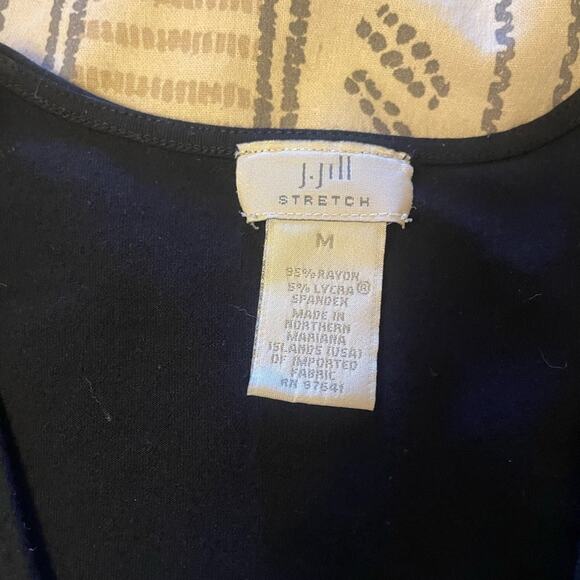 J.Jill
STRETCH
M
95% RAYON
5% LYCRA®
SPANDEX
MADE IN
NORTHERN
MARIANA
ISLANDS (USA)
OF IMPORTED
FABRIC
RN 97641